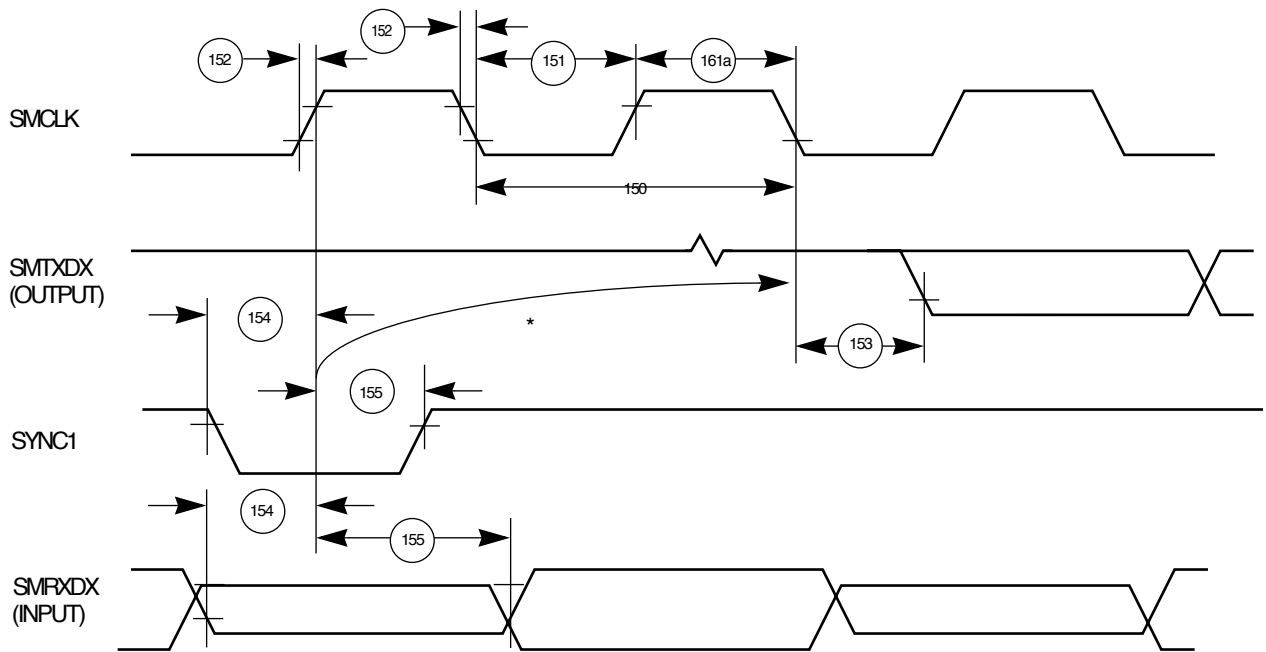 152
152
151
161a
SMCLK
150
SMTXDX
(OUTPUT)
154
*
153
155
SYNC1
154
155
SMRXDX
(INPUT)